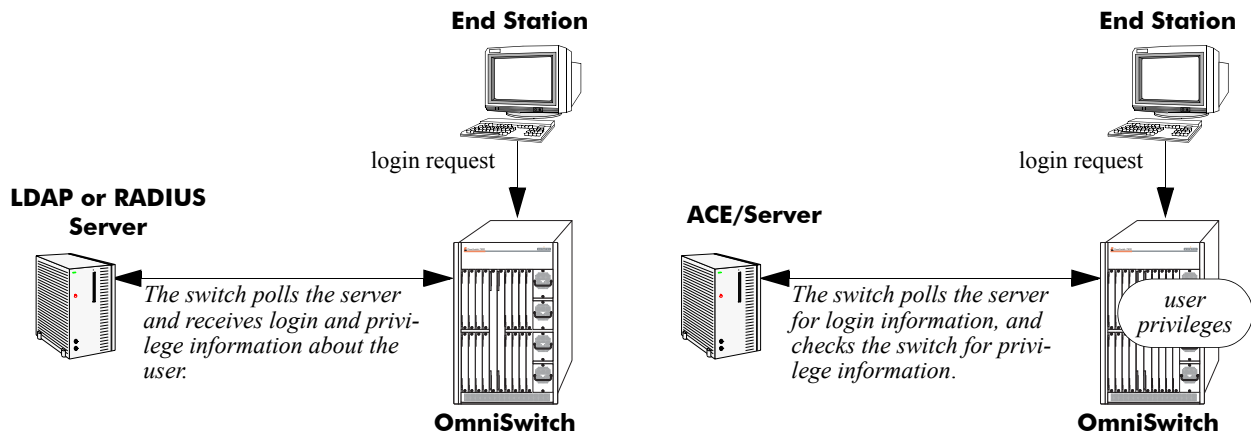 End Station
login request
LDAP or RADIUS
Server
The switch polls the server
and receives login and privi-
lege information about the
user.
OmniSwitch
End Station
login request
ACE/Server
The switch polls the server
for login information, and
checks the switch for privi-
lege information.
user
privileges
OmniSwitch